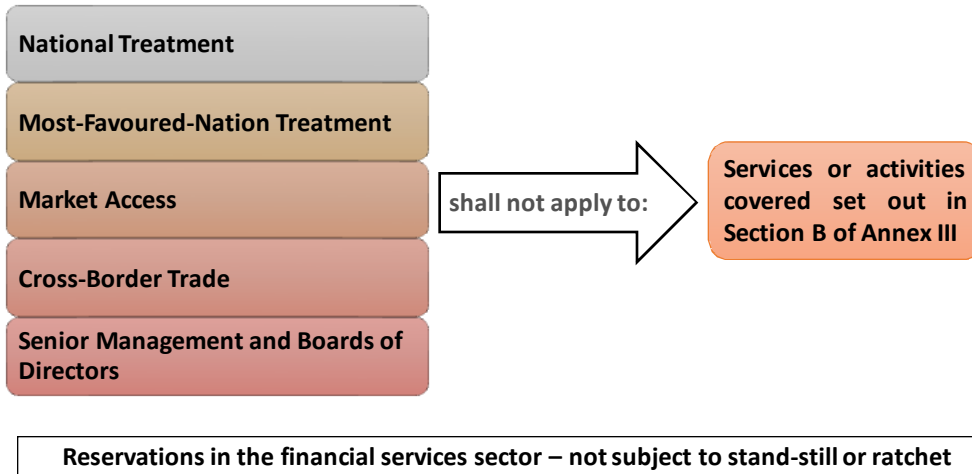 National Treatment
Most-Favoured-Nation Treatment
Market Access
Cross-Border Trade
Senior Management and Boards of
Directors
shall not apply to:
Services or activities
covered set out in
Section B of Annex III
Reservations in the financial services sector – not subject to stand-still or ratchet